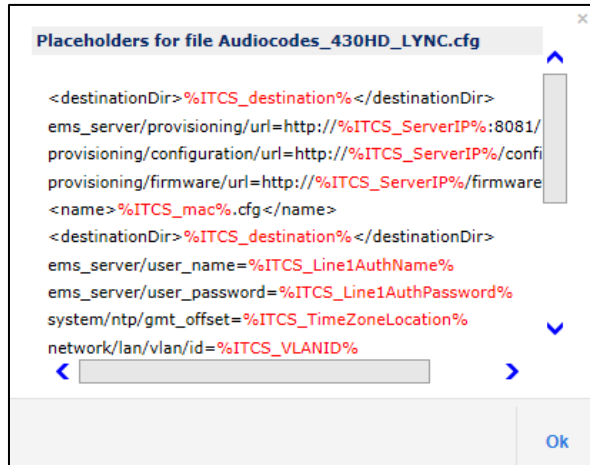 ×
Placeholders for file Audiocodes_430HD_LYNC.cfg
<destinationDir>%ITCS_destination%</destinationDir>
ems_server/provisioning/url=http://%ITCS_ServerIP%:8081/
provisioning/configuration/url=http://%ITCS_ServerIP%/confi
provisioning/firmware/url=http://%ITCS_ServerIP%/firmware
<name>%ITCS_mac%.cfg</name>
<destinationDir>%ITCS_destination%</destinationDir>
ems_server/user_name=%ITCS_Line1AuthName%
ems_server/user_password=%ITCS_Line1AuthPassword%
system/ntp/gmt_offset=%ITCS_TimeZoneLocation%
network/lan/vlan/id=%ITCS_VLANID%
Ok